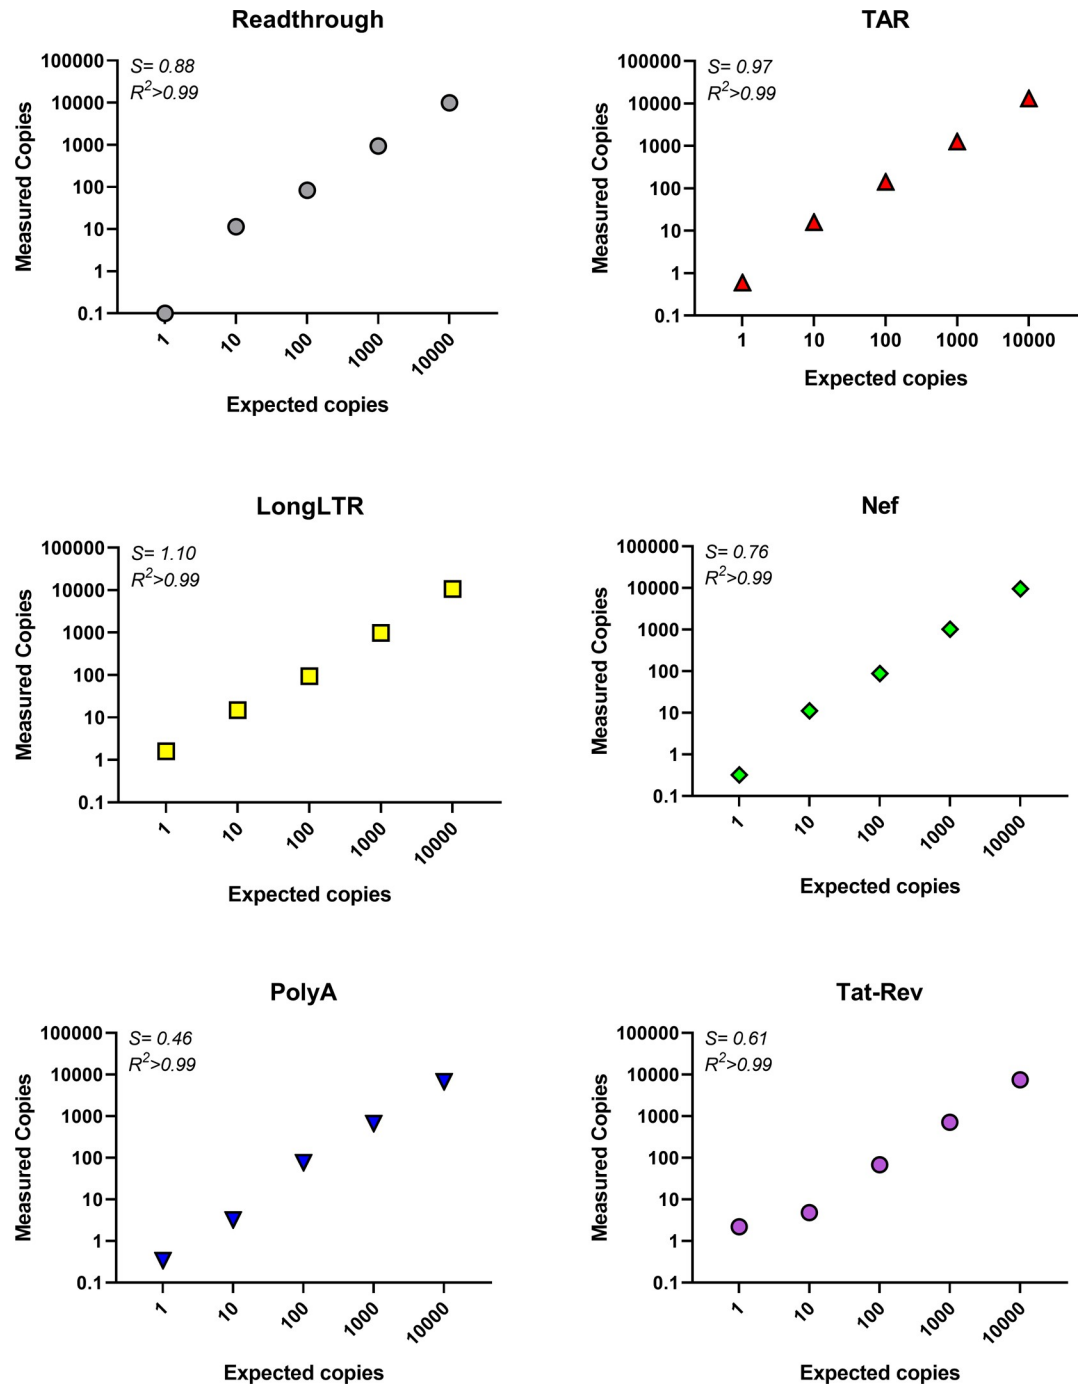 Readthrough
S= 0.88
R²>0.99
Measured Copies
100000
10000
1000
100
10
1
0.1
1
10
100
1000
10000
Expected copies
TAR
S= 0.97
R²>0.99
Measured Copies
100000
10000
1000
100
10
1
0.1
1
10
100
1000
10000
Expected copies
LongLTR
S= 1.10
R²>0.99
Measured Copies
100000
10000
1000
100
10
1
0.1
1
10
100
1000
10000
Expected copies
Nef
S= 0.76
R²>0.99
Measured Copies
100000
10000
1000
100
10
1
0.1
1
10
100
1000
10000
Expected copies
PolyA
S= 0.46
R²>0.99
Measured Copies
100000
10000
1000
100
10
1
0.1
1
10
100
1000
10000
Expected copies
Tat-Rev
S= 0.61
R²>0.99
Measured Copies
100000
10000
1000
100
10
1
0.1
1
10
100
1000
10000
Expected copies